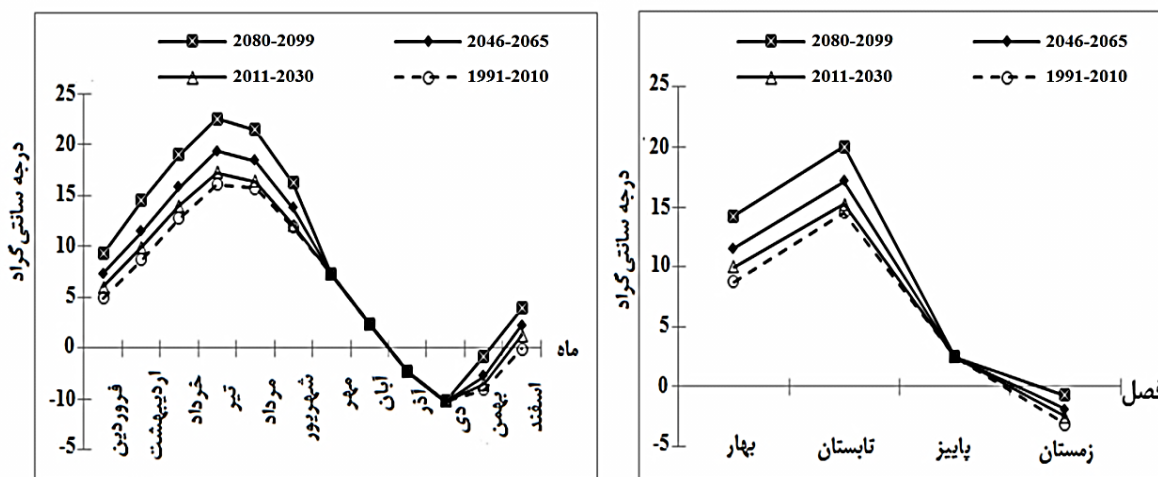 2080-2099
2046-2065
2011-2030
1991-2010
درجه سانتی گراد
25
20
15
10
5
0
-10
-5
ماه
فروردین
اردیبهشت
خرداد
تیر
مرداد
شهریور
مهر
آبان
آذر
دی
بهمن
اسفند
2080-2099
2046-2065
2011-2030
1991-2010
درجه سانتی گراد
25
20
15
10
5
0
-5
فصل
بهار
تابستان
پاییز
زمستان